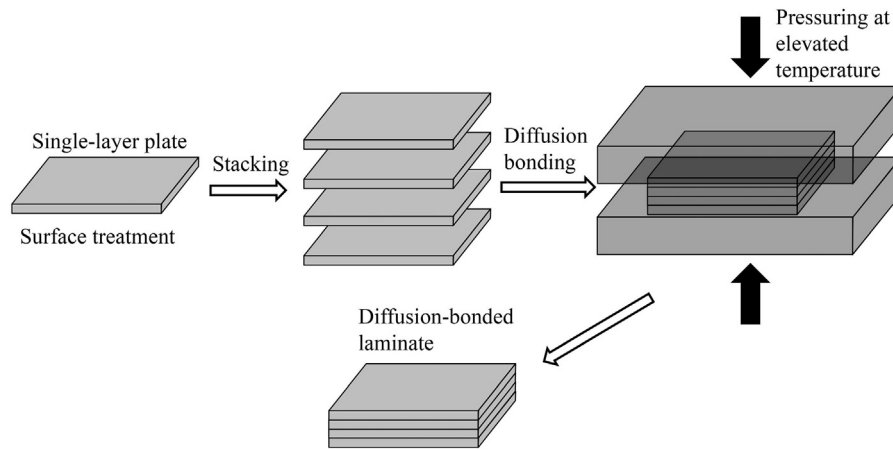 Single-layer plate
Surface treatment
Stacking
Diffusion
bonding
Pressuring at
elevated
temperature
Diffusion-bonded
laminate